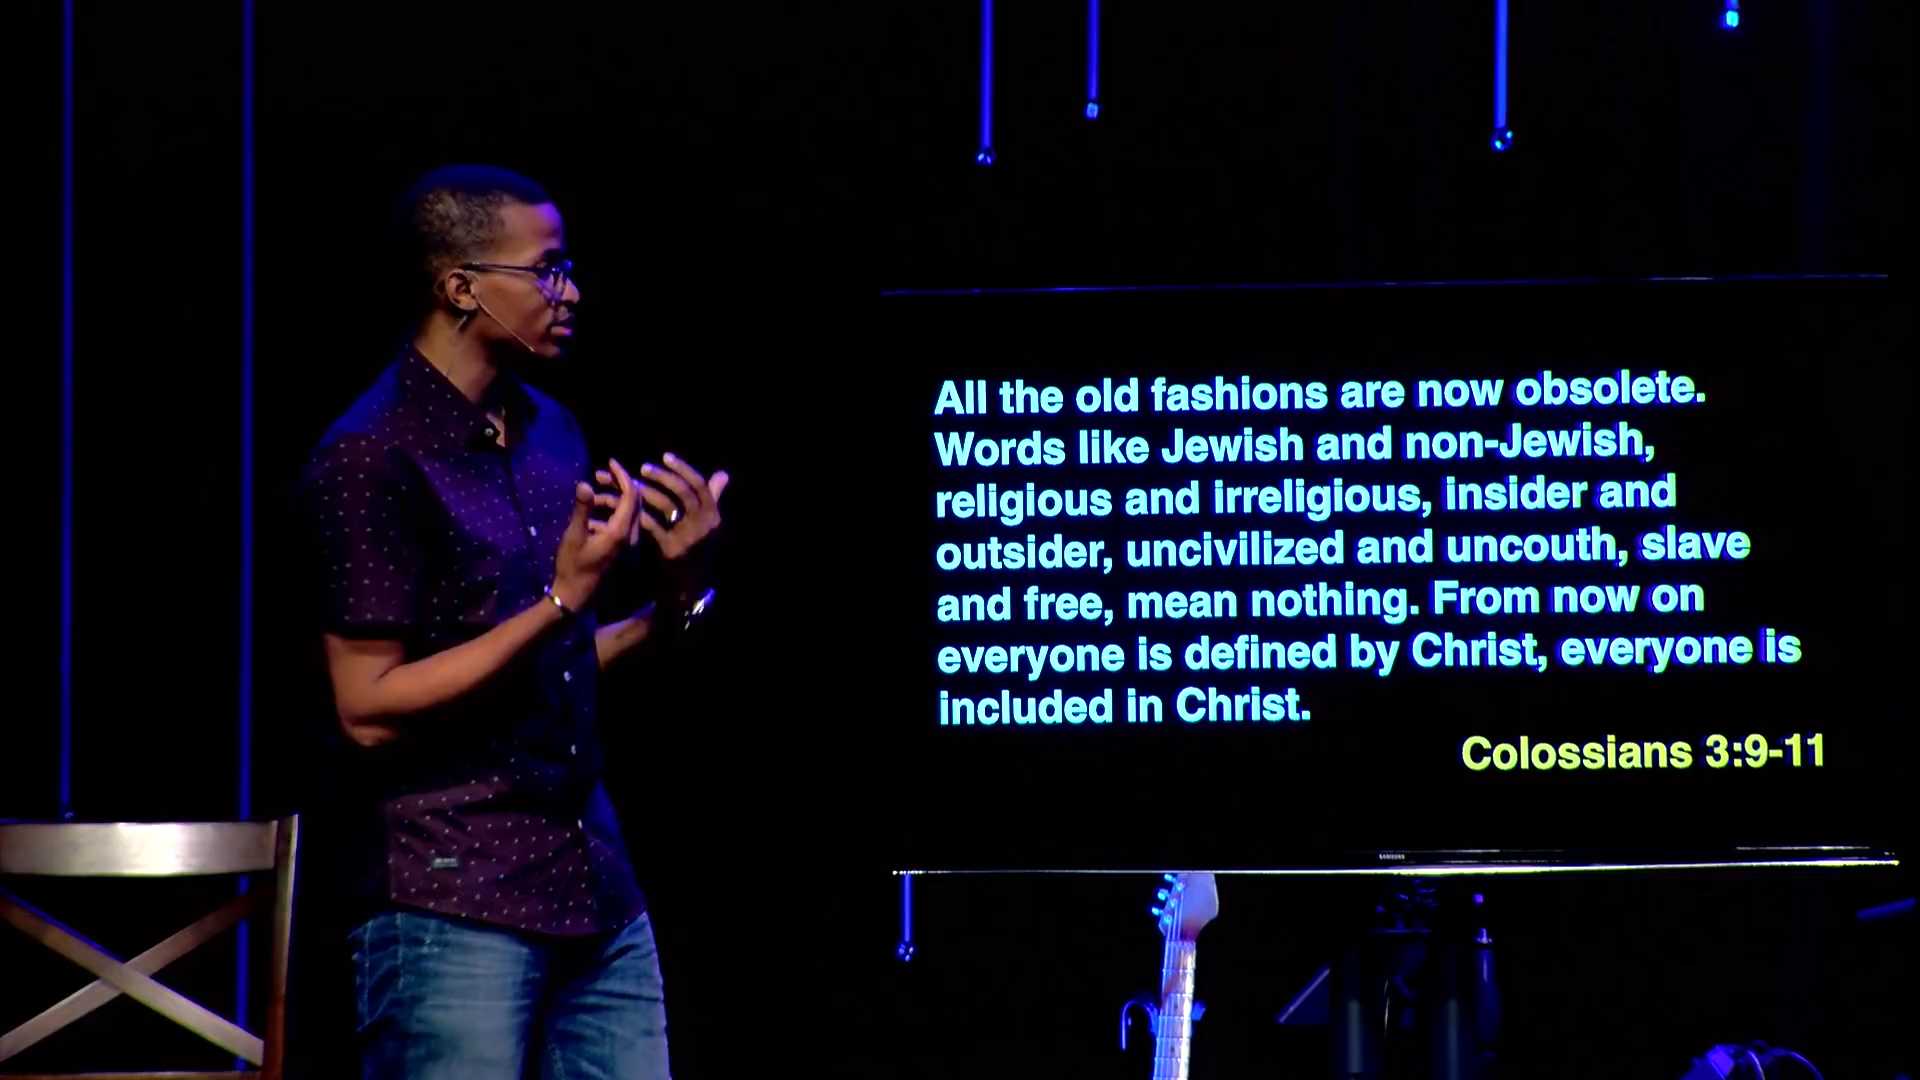 All the old fashions are now obsolete.
Words like Jewish and non-Jewish,
religious and irreligious, insider and
outsider, uncivilized and uncouth, slave
and free, mean nothing. From now on
everyone is defined by Christ, everyone is
included in Christ.
Colossians 3:9-11
SAMSUNG